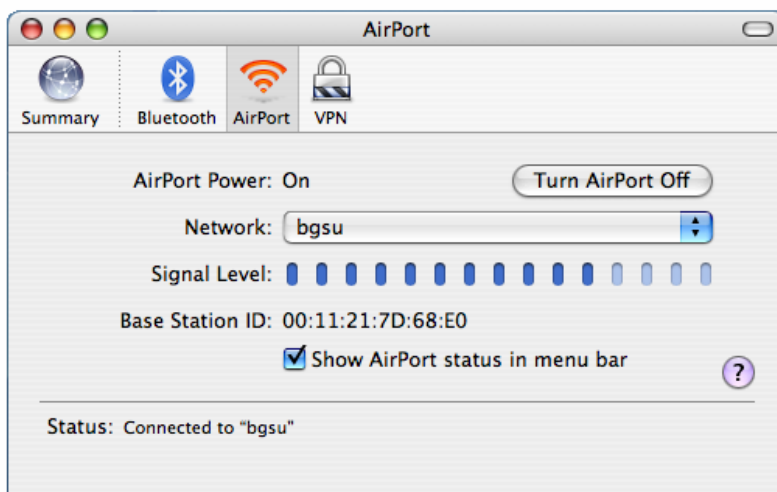 AirPort
Summary Bluetooth AirPort VPN
AirPort Power: On Turn AirPort Off
Network: bgsu
Signal Level:
Base Station ID: 00:11:21:7D:68:E0
Show AirPort status in menu bar
?
Status: Connected to “bgsu”